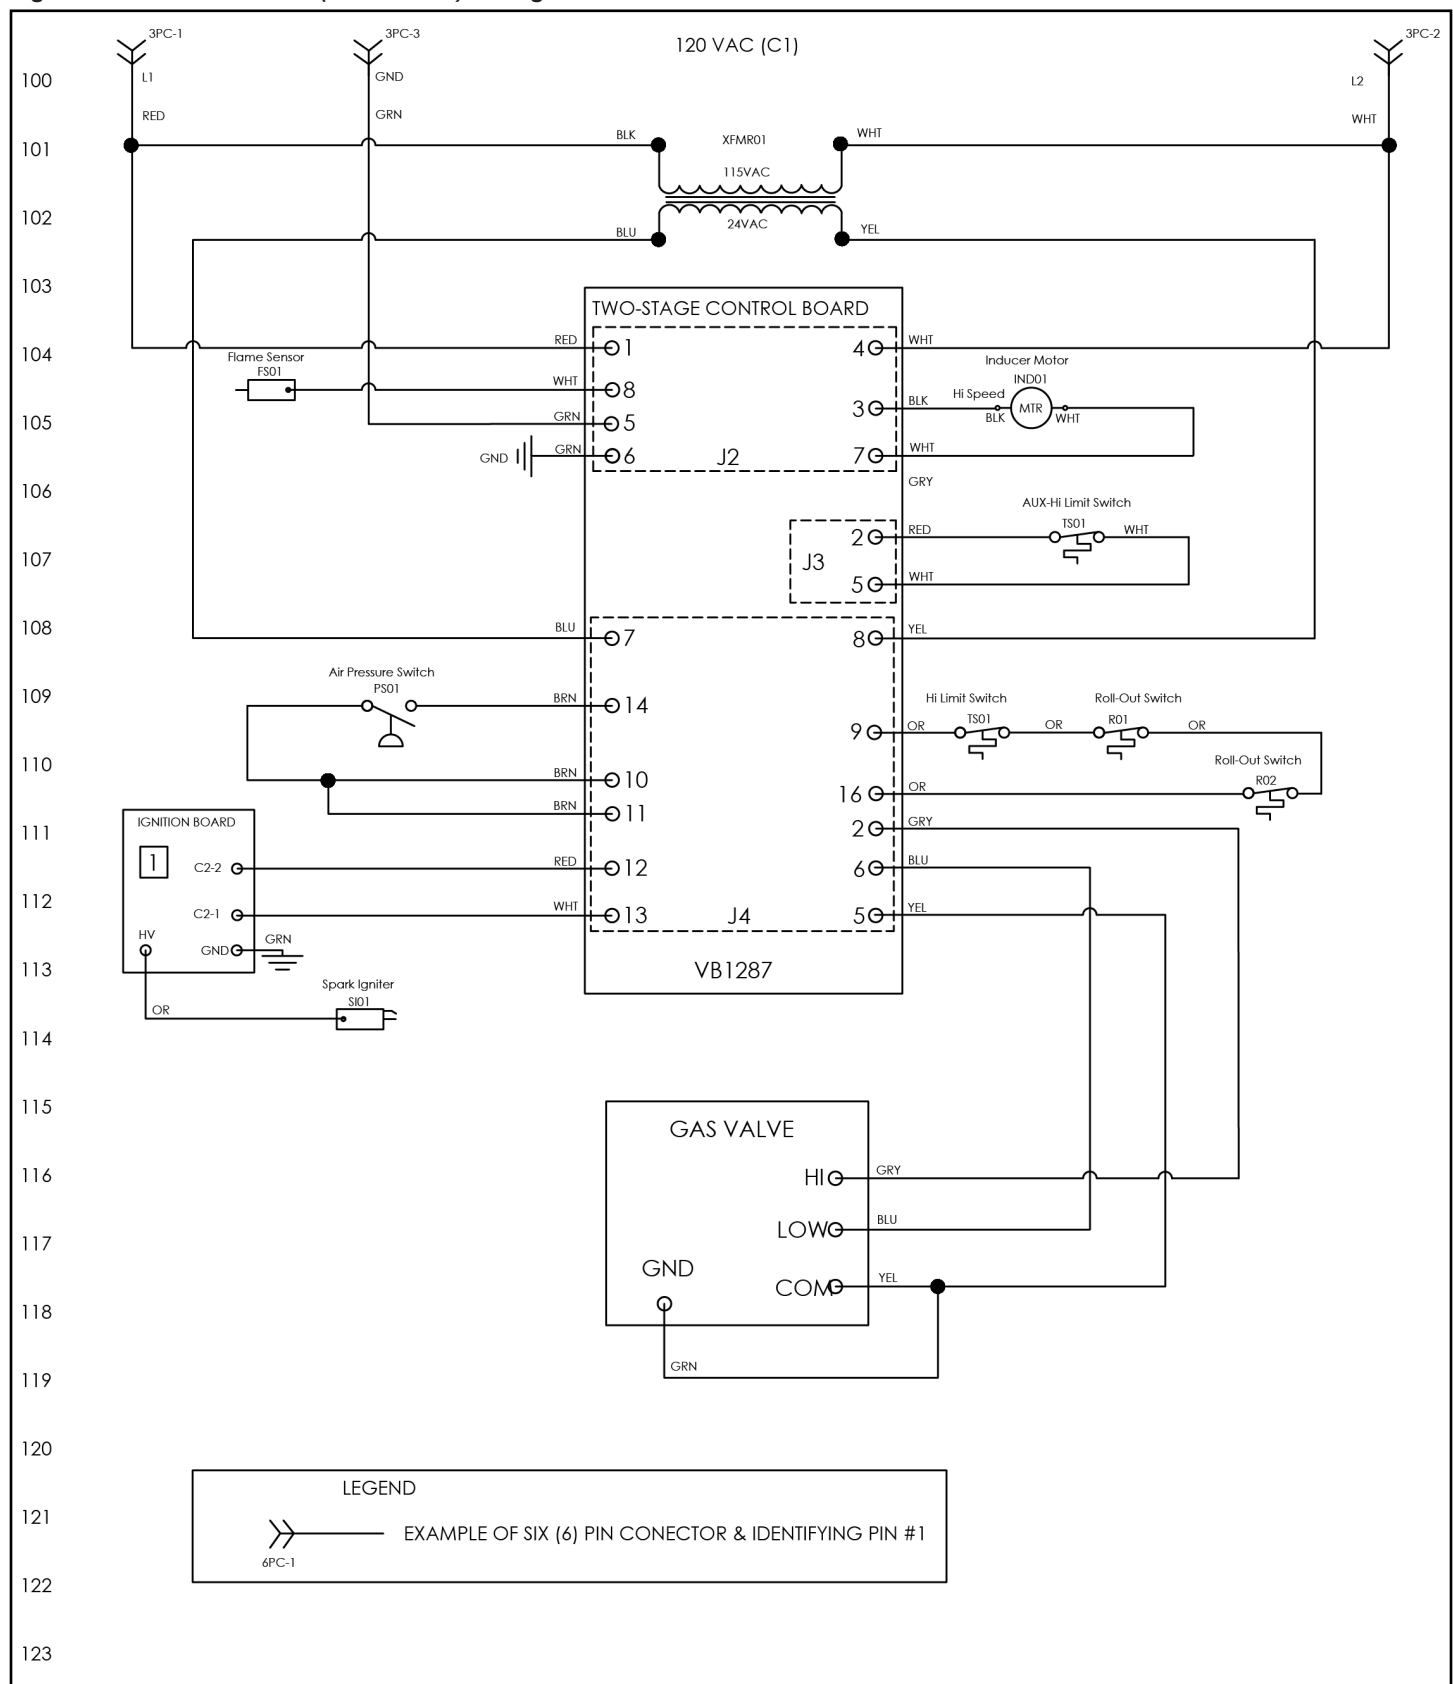 3PC-1
3PC-3
120 VAC (C1)
3PC-2
100
L1
GND
L2
RED
GRN
WHT
101
BLK
XFMR01
WHT
115VAC
102
24VAC
BLU
YEL
103
TWO-STAGE CONTROL BOARD
104
RED
1
4
WHT
Flame Sensor
FS01
Inducer Motor
IND01
WHT
8
Hi Speed
3
BLK
BLK
MTR
WHT
105
GRN
5
GND
GRN
6
J2
7
WHT
106
GRY
AUX-Hi Limit Switch
TS01
2
RED
WHT
107
J3
5
WHT
108
BLU
7
8
YEL
Air Pressure Switch
PS01
109
BRN
14
Hi Limit Switch
Roll-Out Switch
TS01
R01
9
OR
OR
OR
110
BRN
10
Roll-Out Switch
R02
16
OR
BRN
11
111
IGNITION BOARD
1
2
GRY
C2-2
RED
12
6
BLU
112
C2-1
WHT
13
J4
5
YEL
HV
GND
GRN
113
VB1287
Spark Igniter
SI01
OR
114
115
GAS VALVE
116
HI
GRY
117
LOW
BLU
GND
COM
YEL
118
GRN
119
120
LEGEND
121
EXAMPLE OF SIX (6) PIN CONECTOR & IDENTIFYING PIN #1
6PC-1
122
123